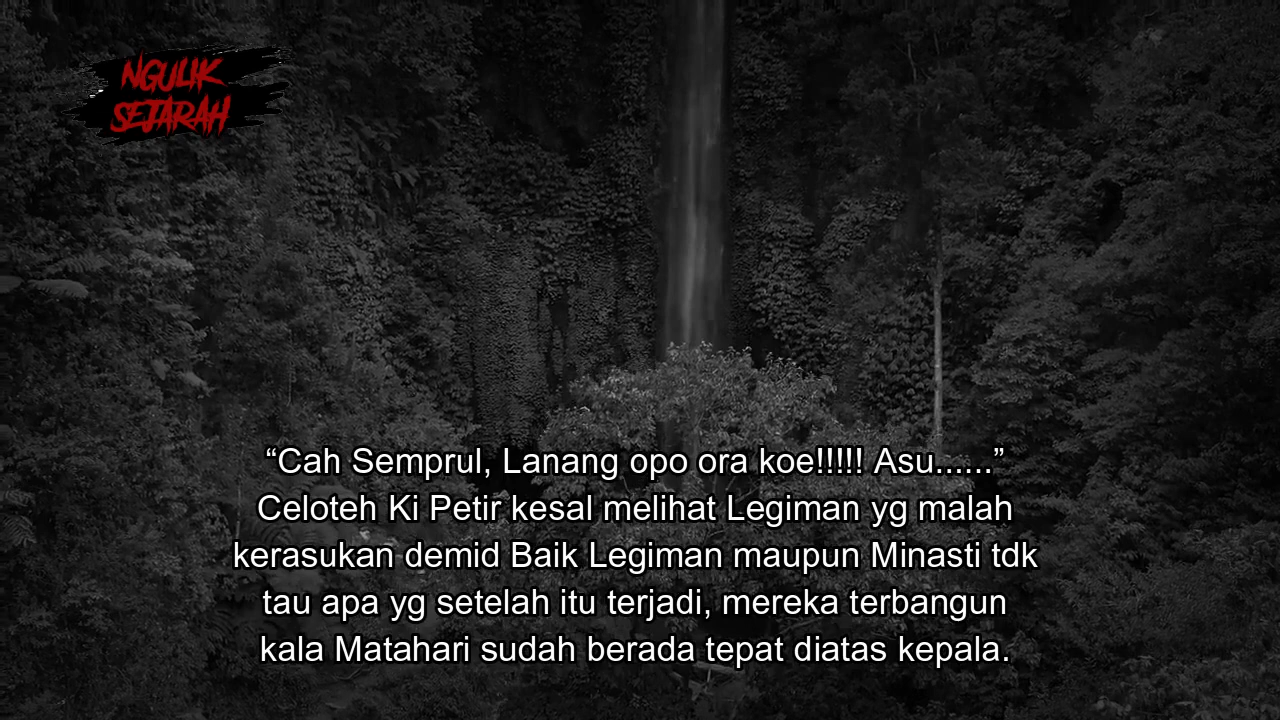 NGULIK
SEJARAH
“Cah Semprul, Lanang opo ora koe!!!!! Asu......”
Celoteh Ki Petir kesal melihat Legiman yg malah
kerasukan demid Baik Legiman maupun Minasti tdk
tau apa yg setelah itu terjadi, mereka terbangun
kala Matahari sudah berada tepat diatas kepala.